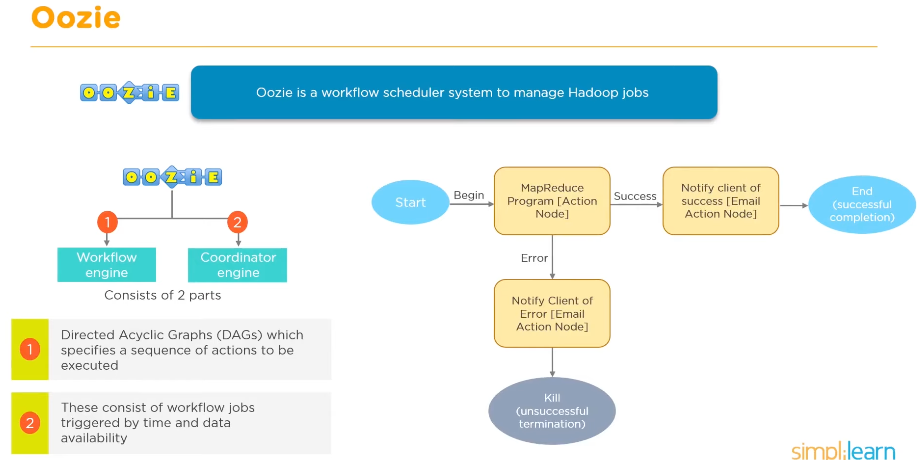 Oozie
OOZiE
Oozie is a workflow scheduler system to manage Hadoop jobs
OOZiE
1
2
Workflow
engine
Coordinator
engine
Consists of 2 parts
1
Directed Acyclic Graphs (DAGs) which
specifies a sequence of actions to be
executed
2
These consist of workflow jobs
triggered by time and data
availability
Start
Begin
MapReduce
Program [Action
Node]
Success
Notify client of
success [Email
Action Node]
End
(successful
completion)
Error
Notify Client of
Error [Email
Action Node]
Kill
(unsuccessful
termination)
simplilearn